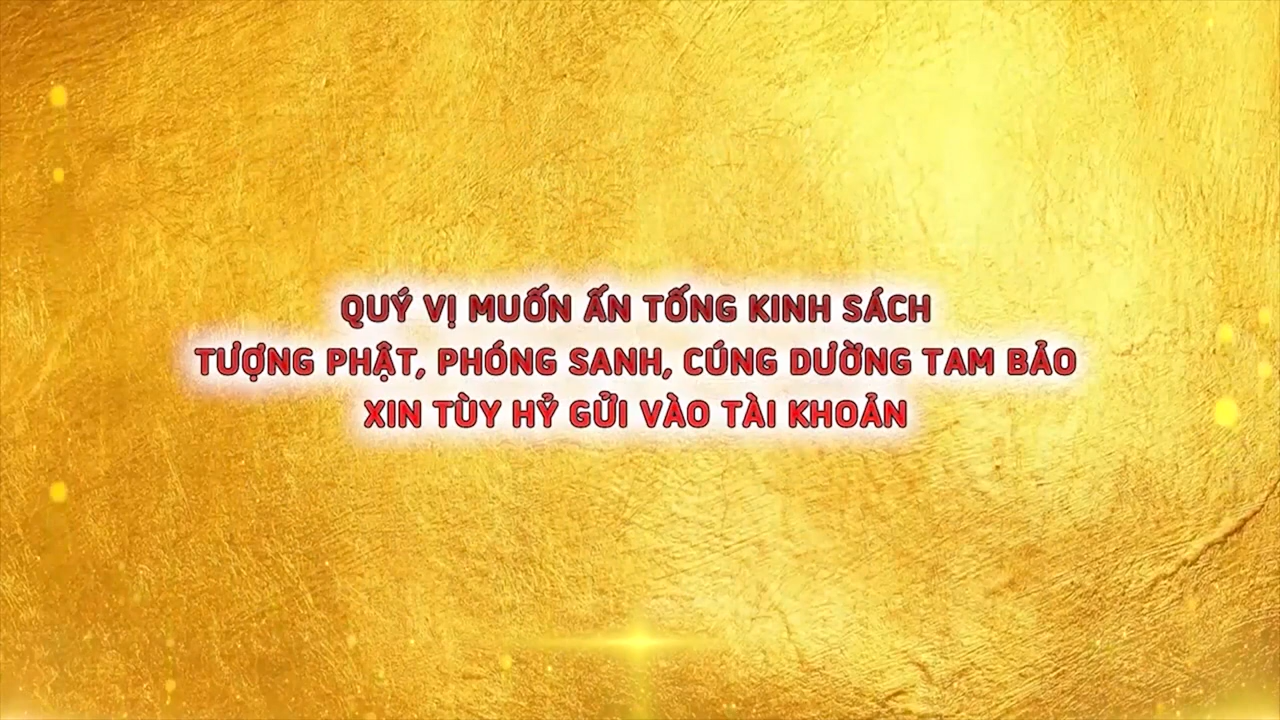 QUÝ VỊ MUỐN ẤN TỐNG KINH SÁCH
TƯỢNG PHẬT, PHÓNG SANH, CÚNG DƯỜNG TAM BẢO
XIN TÙY HỶ GỬI VÀO TÀI KHOẢN